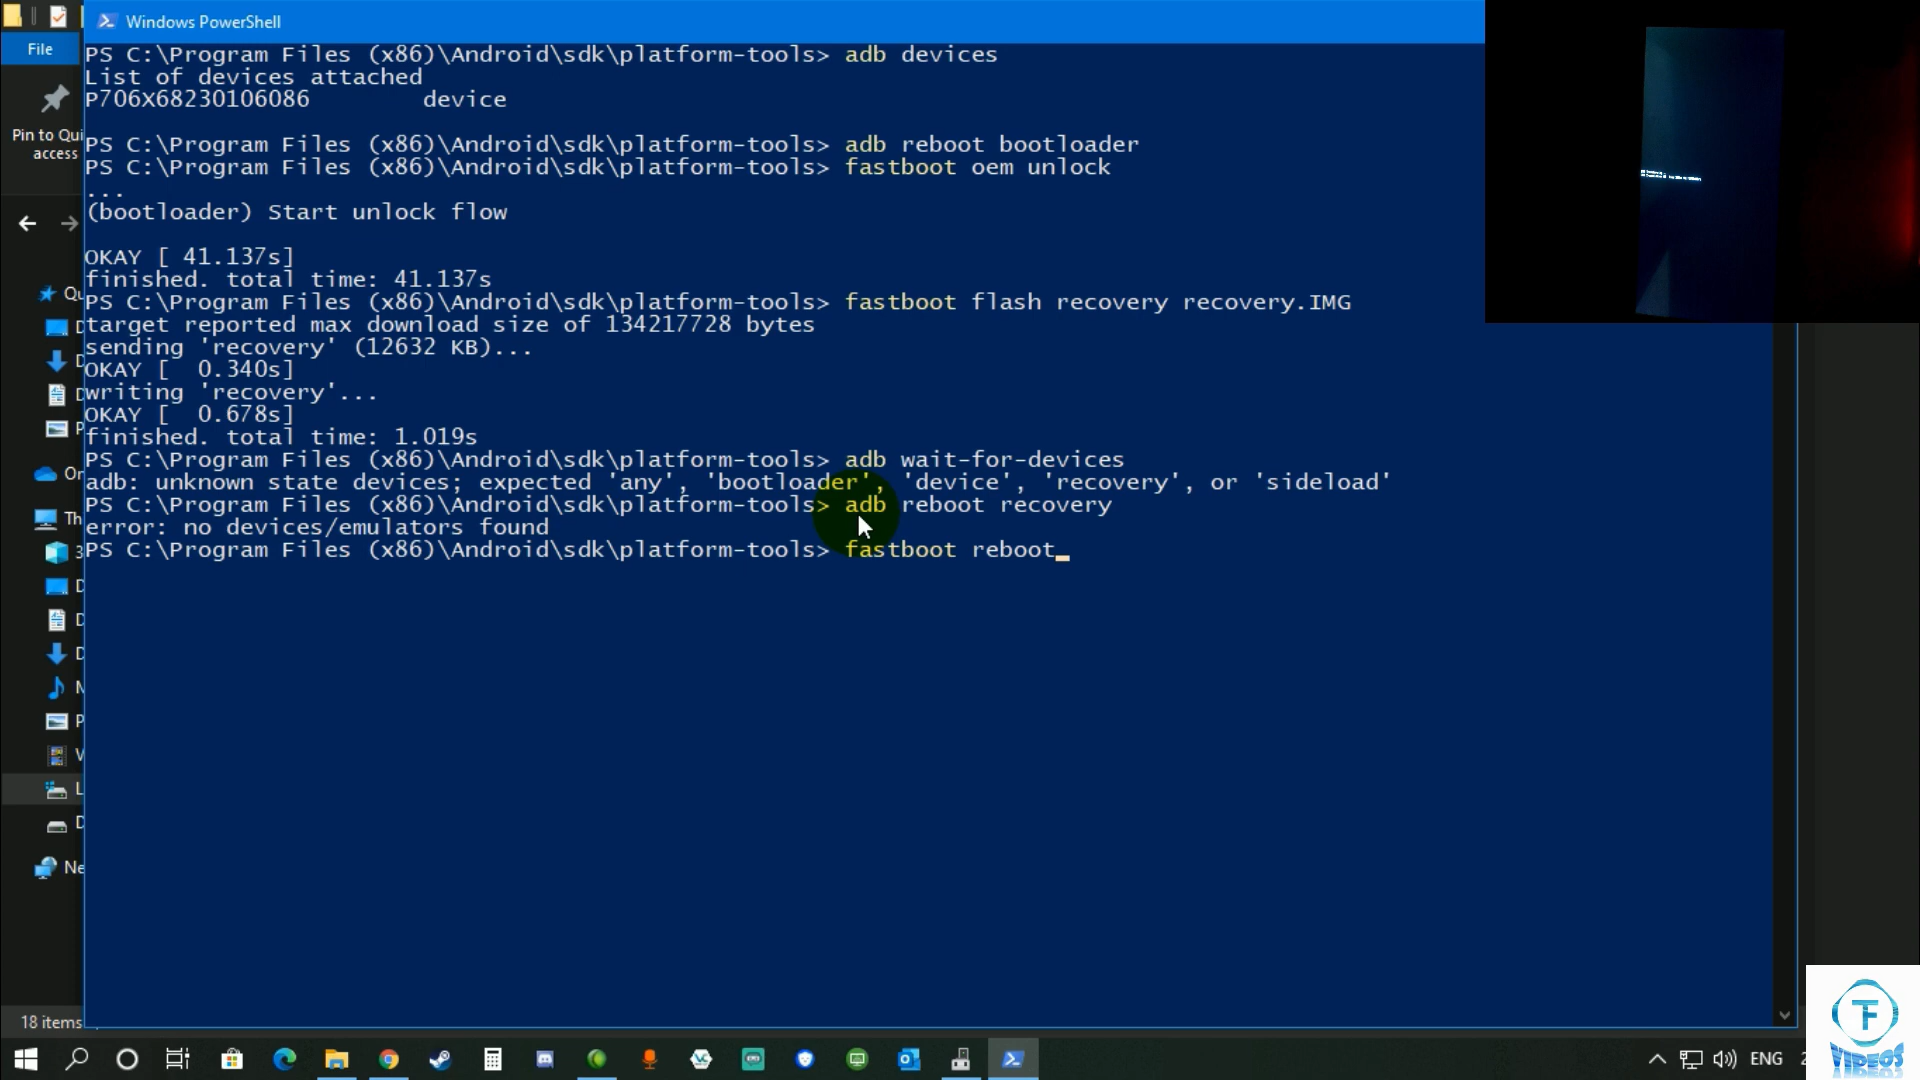 Windows PowerShell
File
PS C:\Program Files (x86)\Android\sdk\platform-tools> adb devices
List of devices attached
P706X68230106086 device
Pin to Qui
access
PS C:\Program Files (x86)\Android\sdk\platform-tools> adb reboot bootloader
PS C:\Program Files (x86)\Android\sdk\platform-tools> fastboot oem unlock
...
(bootloader) Start unlock flow
OKAY [ 41.137s]
finished. total time: 41.137s
PS C:\Program Files (x86)\Android\sdk\platform-tools> fastboot flash recovery recovery.IMG
target reported max download size of 134217728 bytes
sending 'recovery' (12632 KB)...
OKAY [  0.340s]
writing 'recovery'...
OKAY [  0.678s]
finished. total time: 1.019s
PS C:\Program Files (x86)\Android\sdk\platform-tools> adb wait-for-devices
adb: unknown state devices; expected 'any', 'bootloader', 'device', 'recovery', or 'sideload'
PS C:\Program Files (x86)\Android\sdk\platform-tools> adb reboot recovery
error: no devices/emulators found
PS C:\Program Files (x86)\Android\sdk\platform-tools> fastboot reboot_
18 items
ENG
TF
VIDEOS